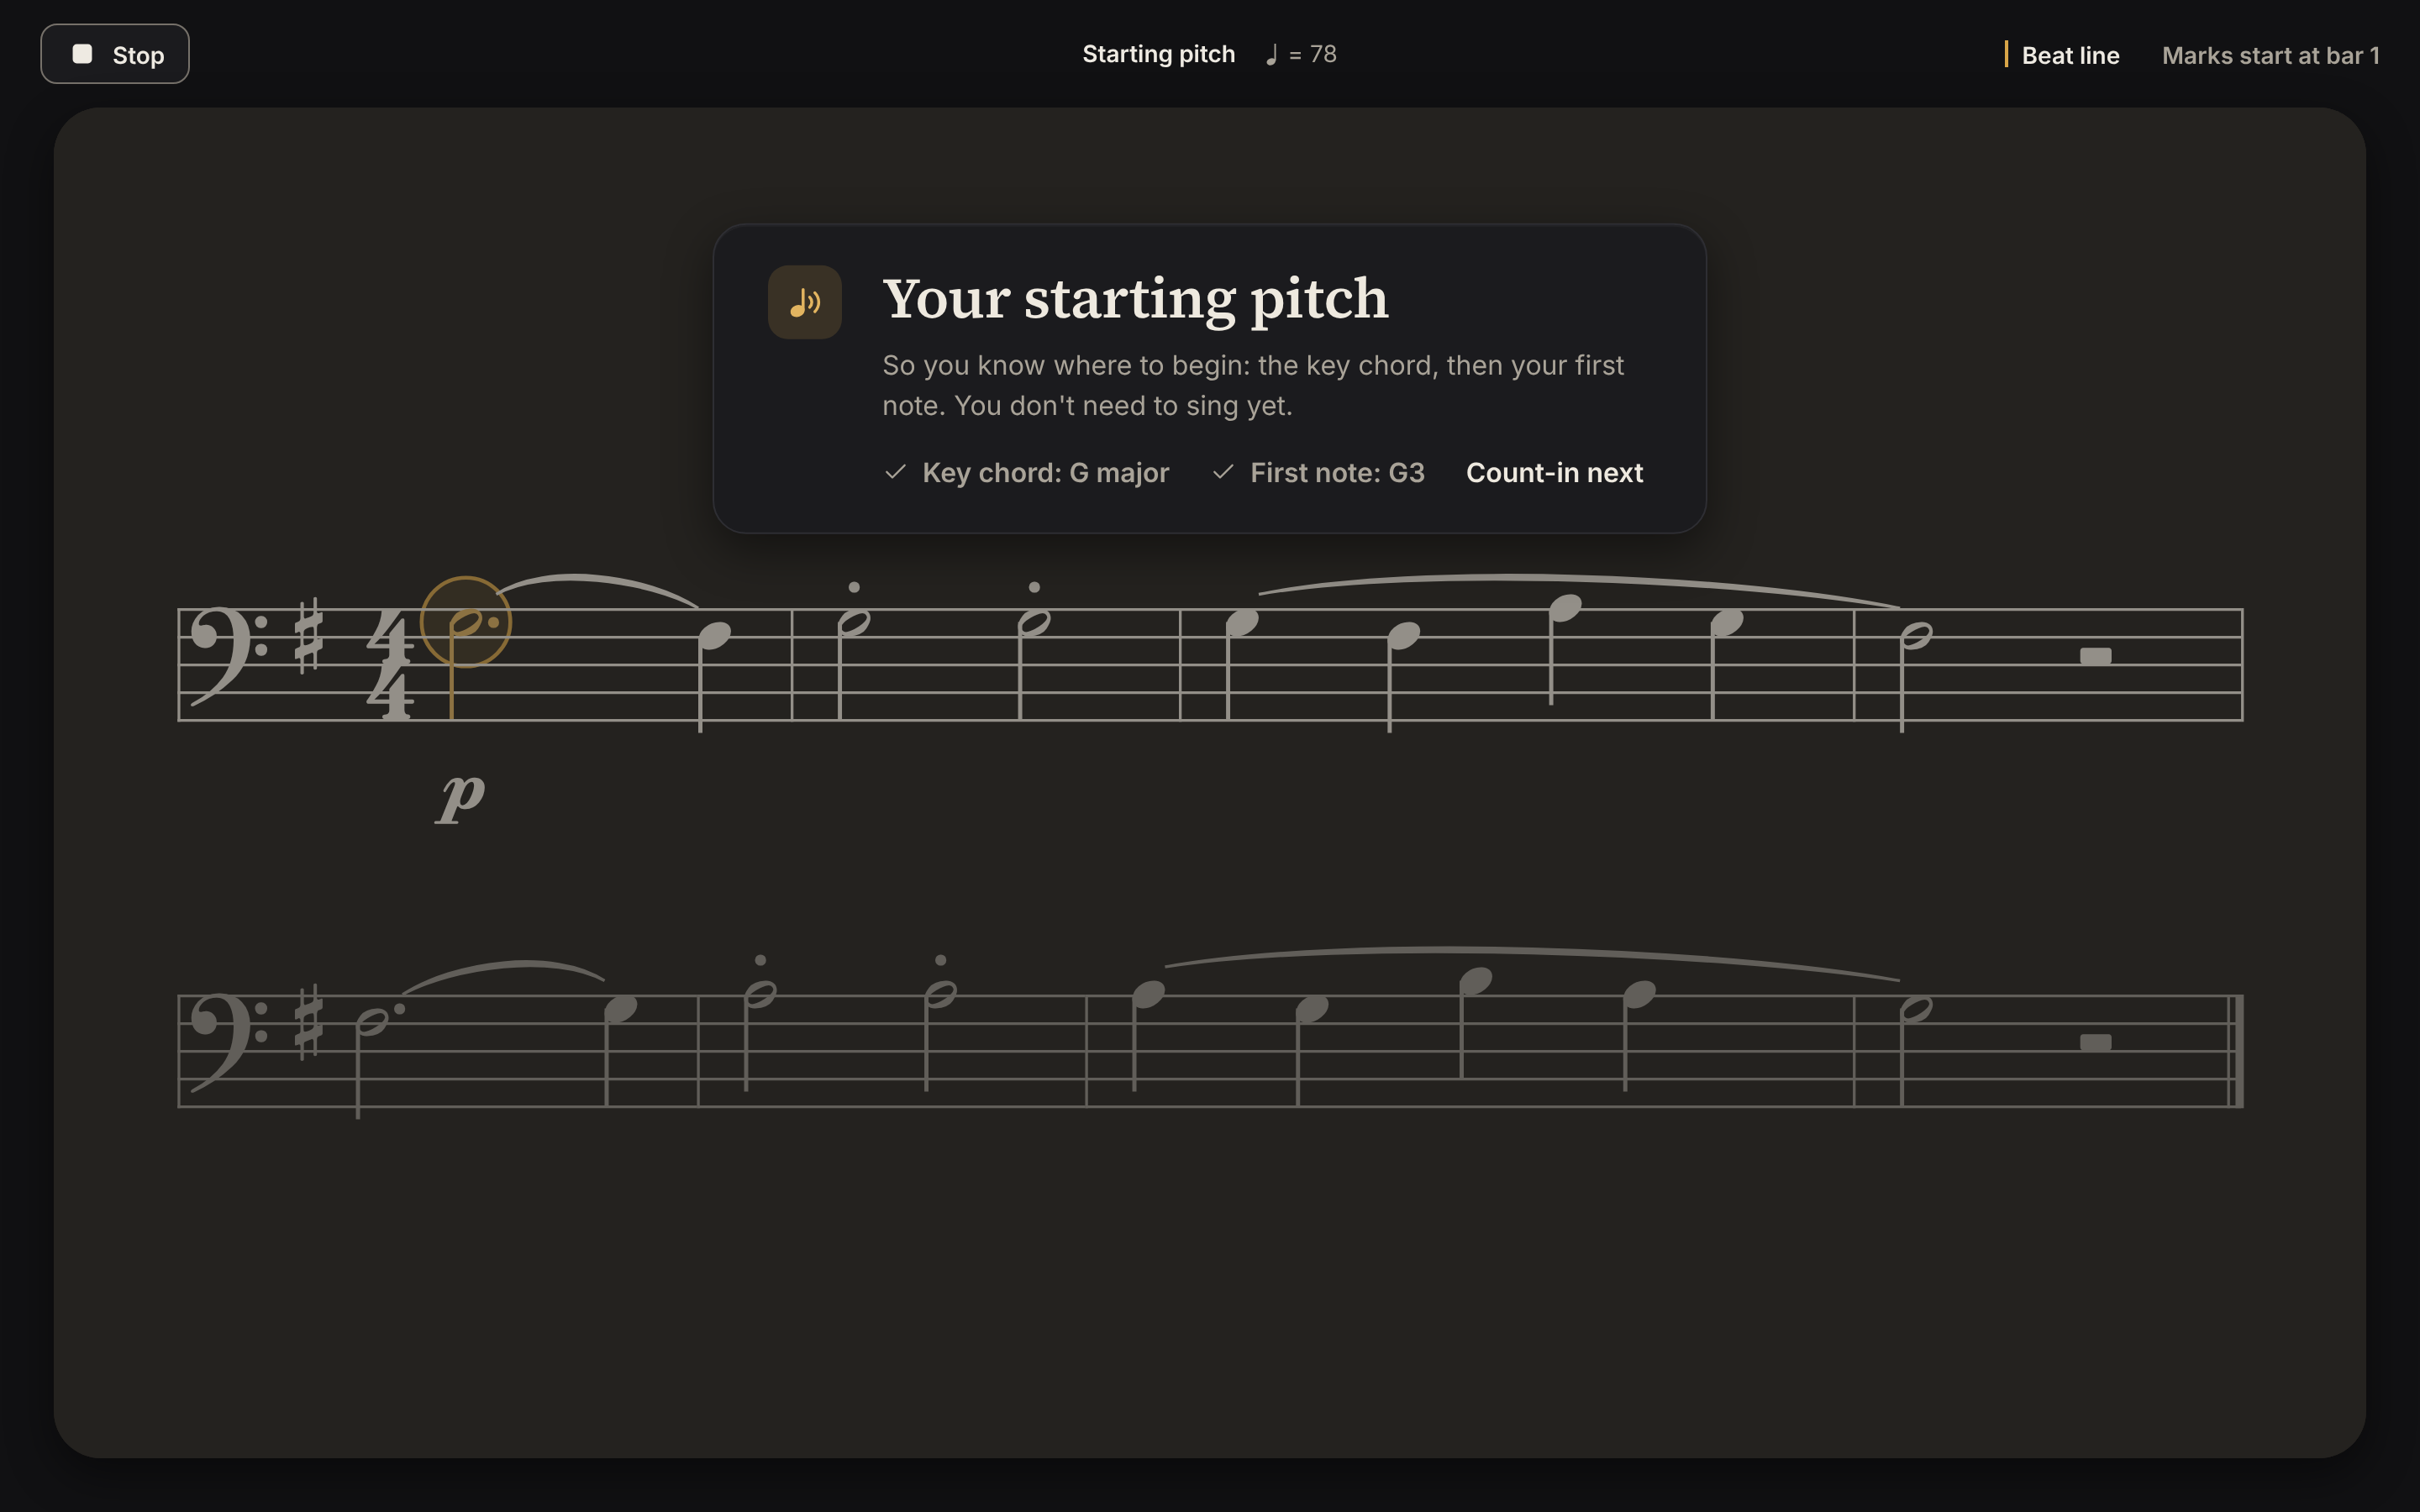 Stop
Starting pitch ♩ = 78
Beat line
Marks start at bar 1
Your starting pitch
So you know where to begin: the key chord, then your first
note. You don't need to sing yet.
Key chord: G major
First note: G3
Count-in next
4
4
p